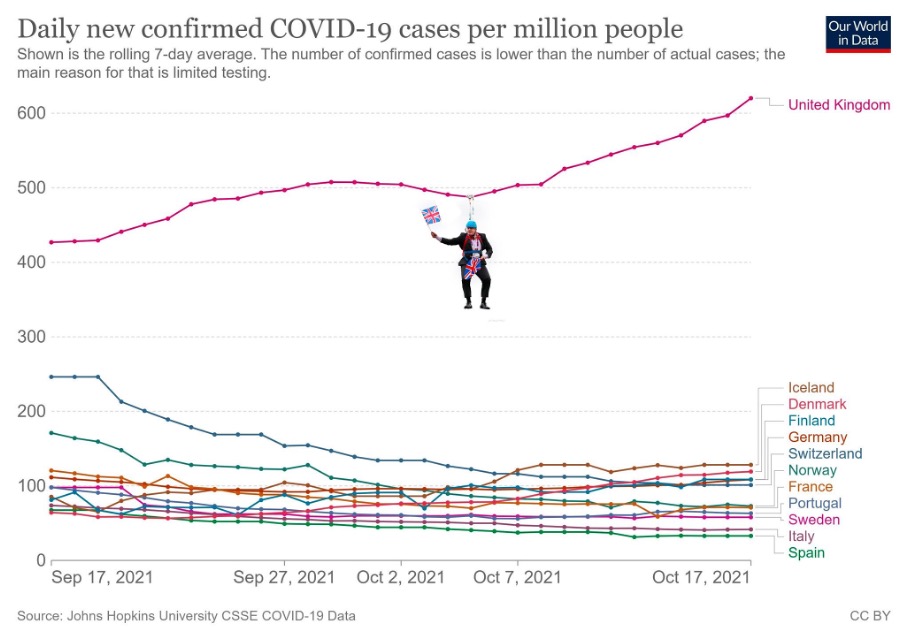 Daily new confirmed COVID-19 cases per million people
Shown is the rolling 7-day average. The number of confirmed cases is lower than the number of actual cases; the
main reason for that is limited testing.
Our World
in Data
600
500
400
300
200
100
0
United Kingdom
Iceland
Denmark
Finland
Germany
Switzerland
Norway
France
Portugal
Sweden
Italy
Spain
Sep 17, 2021
Sep 27, 2021
Oct 2, 2021
Oct 7, 2021
Oct 17, 2021
Source: Johns Hopkins University CSSE COVID-19 Data
CC BY